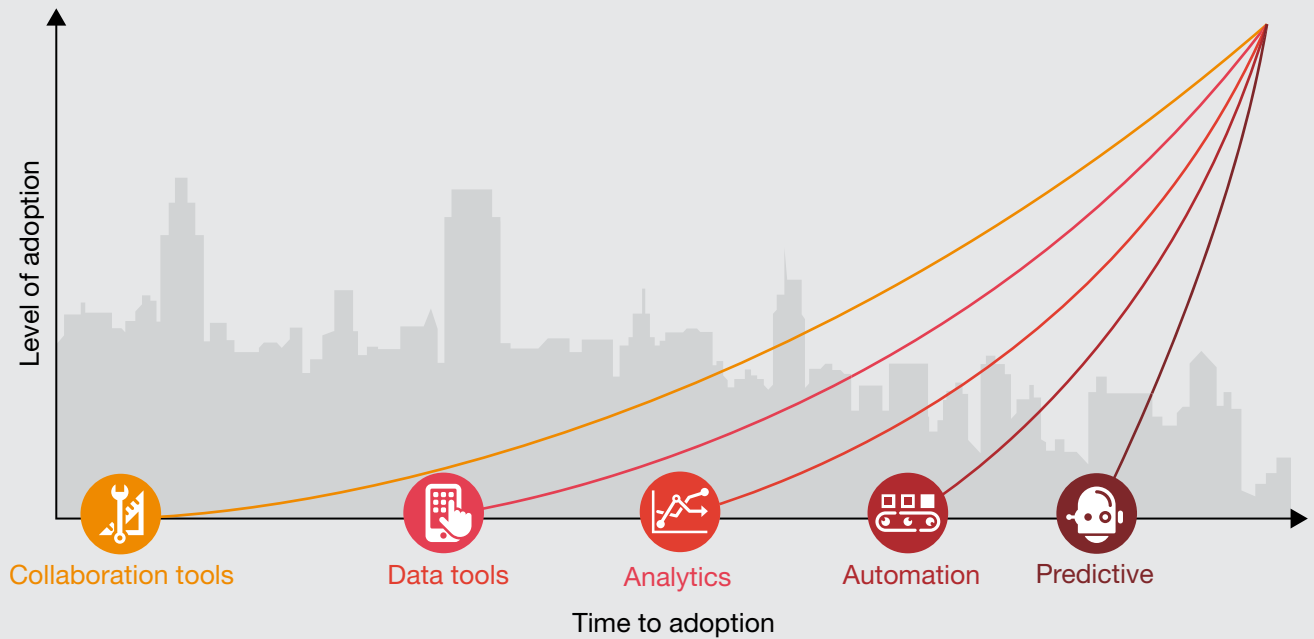 Level of adoption
Collaboration tools
Data tools
Analytics
Automation
Predictive
Time to adoption